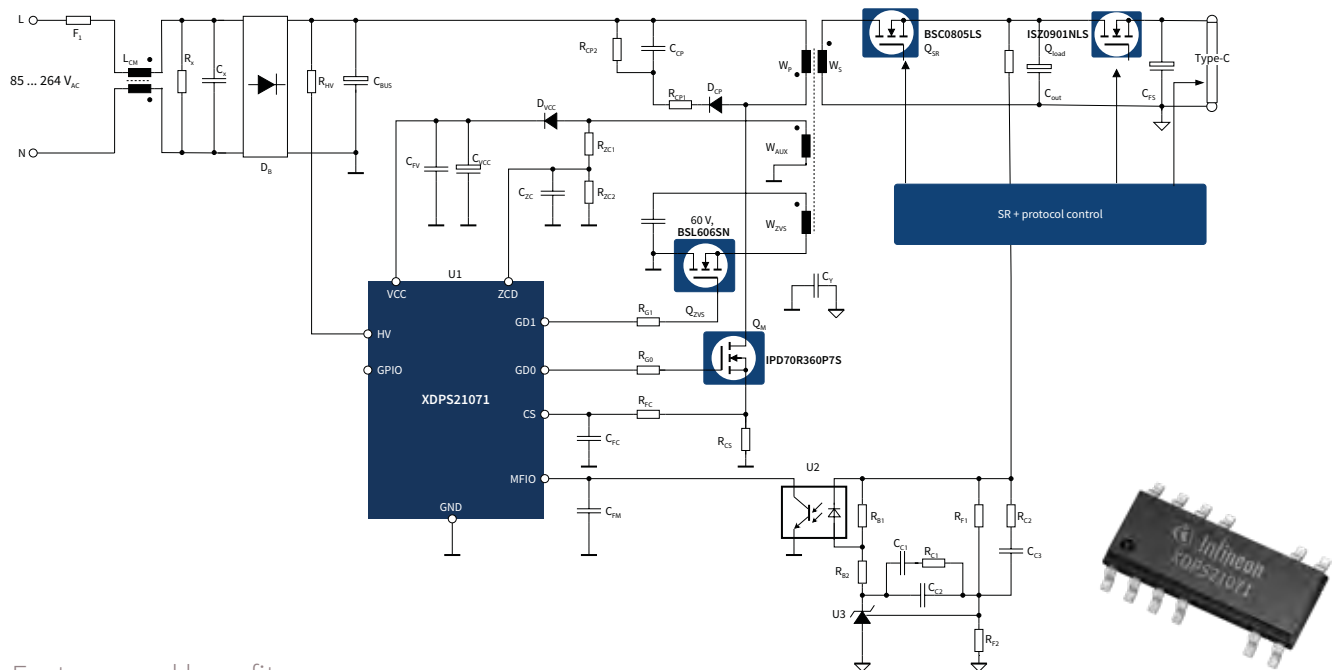 L
F1
LCM
RX
CX
85 ... 264 VAC
N
DB
RHV
CBUS
RCP2
CCP
RCP1
DCP
WP
WS
BSC0805LS
QSR
ISZ0901NLS
Qload
Cout
CFS
Type-C
DVCC
CFV
CVCC
RZC1
CZC
RZC2
WAUX
WZVS
60 V,
BSL606SN
SR + protocol control
U1
VCC
ZCD
HV
GPIO
XDPS21071
GD1
GD0
CS
MFIO
GND
RG1
QZVS
CY
QM
RG0
IPD70R360P7S
RFC
CFC
RCS
CFM
U2
RB1
RF1
RC2
CC1
RC1
CC3
RB2
CC2
U3
RF2
Infineon
XDPS21071